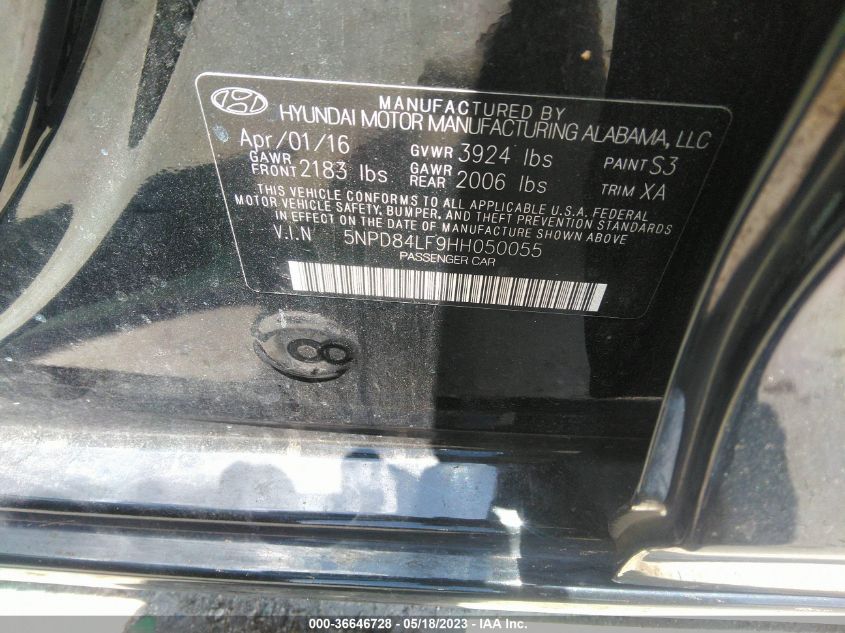 MANUFACTURED BY
HYUNDAI MOTOR MANUFACTURING ALABAMA, LLC
Apr/01/16 GVWR 3924 lbs PAINT S3
GAWR FRONT 2183 lbs GAWR REAR 2006 lbs TRIM XA
THIS VEHICLE CONFORMS TO ALL APPLICABLE U.S.A. FEDERAL
MOTOR VEHICLE SAFETY, BUMPER, AND THEFT PREVENTION STANDARDS
IN EFFECT ON THE DATE OF MANUFACTURE SHOWN ABOVE
V.I.N 5NPD84LF9HH050055
PASSENGER CAR
000-36646728 - 05/18/2023 - IAA Inc.